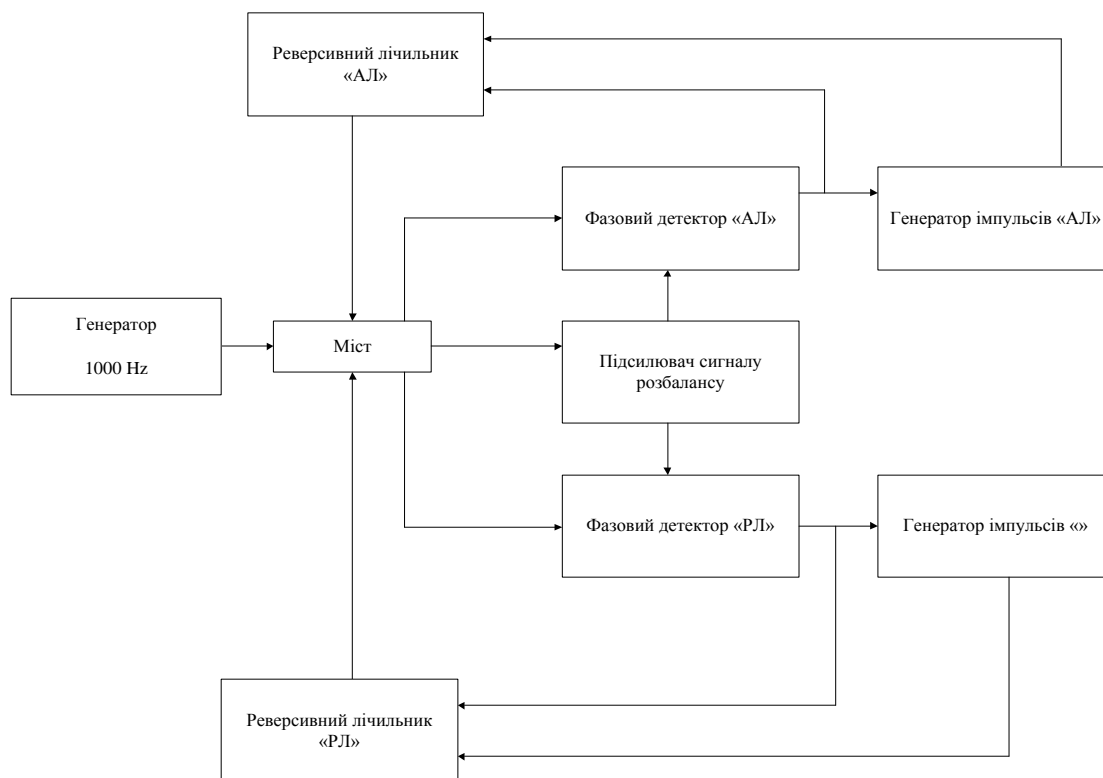 Реверсивний лічильник
«АЛ»
Фазовий детектор «АЛ»
Генератор імпульсів «АЛ»
Генератор
1000 Hz
Міст
Підсилювач сигналу
розбалансу
Фазовий детектор «РЛ»
Генератор імпульсів «»
Реверсивний лічильник
«РЛ»